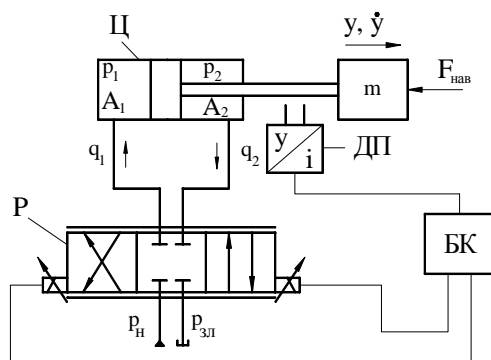 Ц
y, ẏ
p₁
p₂
Fнав
A₁
A₂
m
q₁
q₂
y
i
ДП
Р
БК
pн
pзл